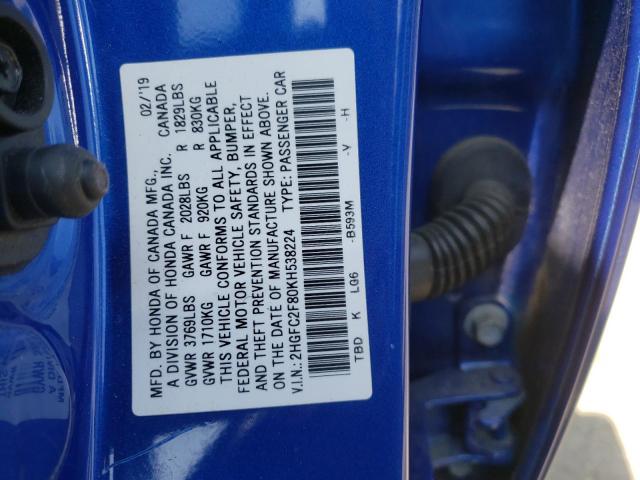 MFD. BY HONDA OF CANADA MFG., 02/'19
A DIVISION OF HONDA CANADA INC. CANADA
GVWR 3769LBS GAWR F 2028LBS R 1829LBS
GVWR 1710KG GAWR F 920KG R 830KG
THIS VEHICLE CONFORMS TO ALL APPLICABLE
FEDERAL MOTOR VEHICLE SAFETY, BUMPER,
AND THEFT PREVENTION STANDARDS IN EFFECT
ON THE DATE OF MANUFACTURE SHOWN ABOVE.
V.I.N.: 2HGFC2F80KH538224 TYPE: PASSENGER CAR
TBD K LG6 -B593M -V -H